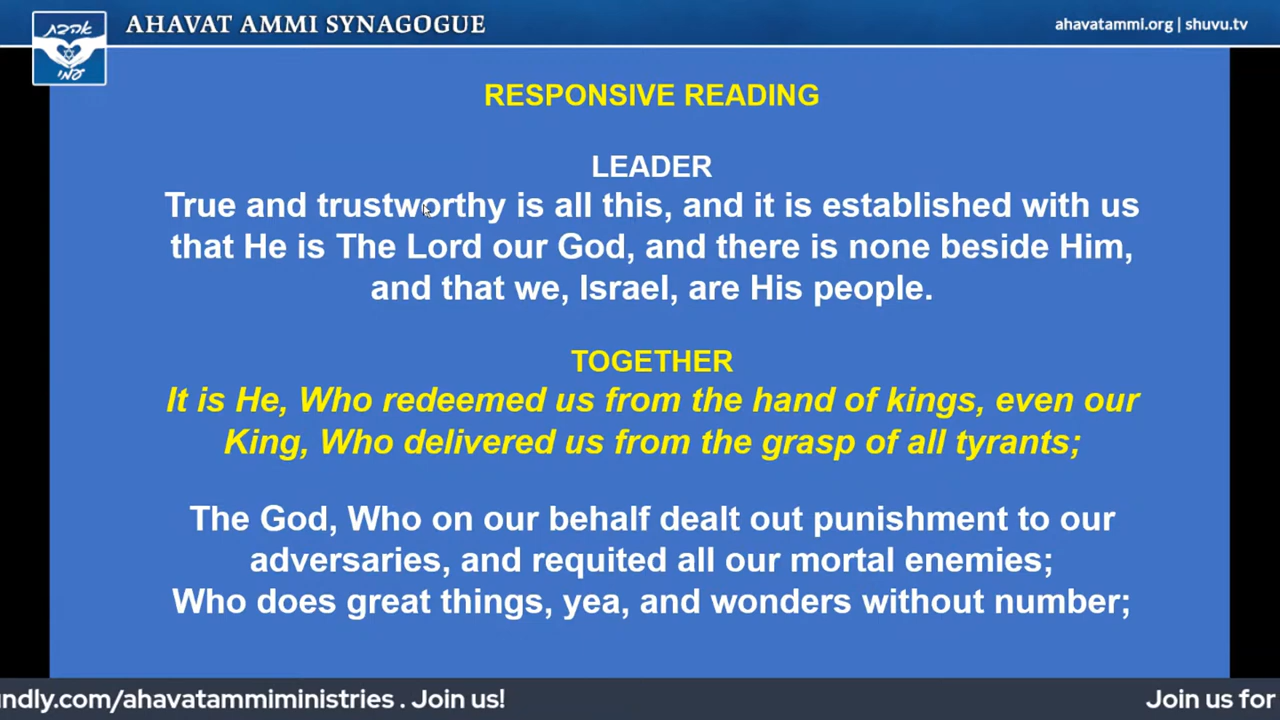 אהבת
עמי
AHAVAT AMMI SYNAGOGUE
ahavatammi.org | shuvu.tv
RESPONSIVE READING
LEADER
True and trustworthy is all this, and it is established with us
that He is The Lord our God, and there is none beside Him,
and that we, Israel, are His people.
TOGETHER
It is He, Who redeemed us from the hand of kings, even our
King, Who delivered us from the grasp of all tyrants;
The God, Who on our behalf dealt out punishment to our
adversaries, and requited all our mortal enemies;
Who does great things, yea, and wonders without number;
ndly.com/ahavatammiministries . Join us!
Join us for